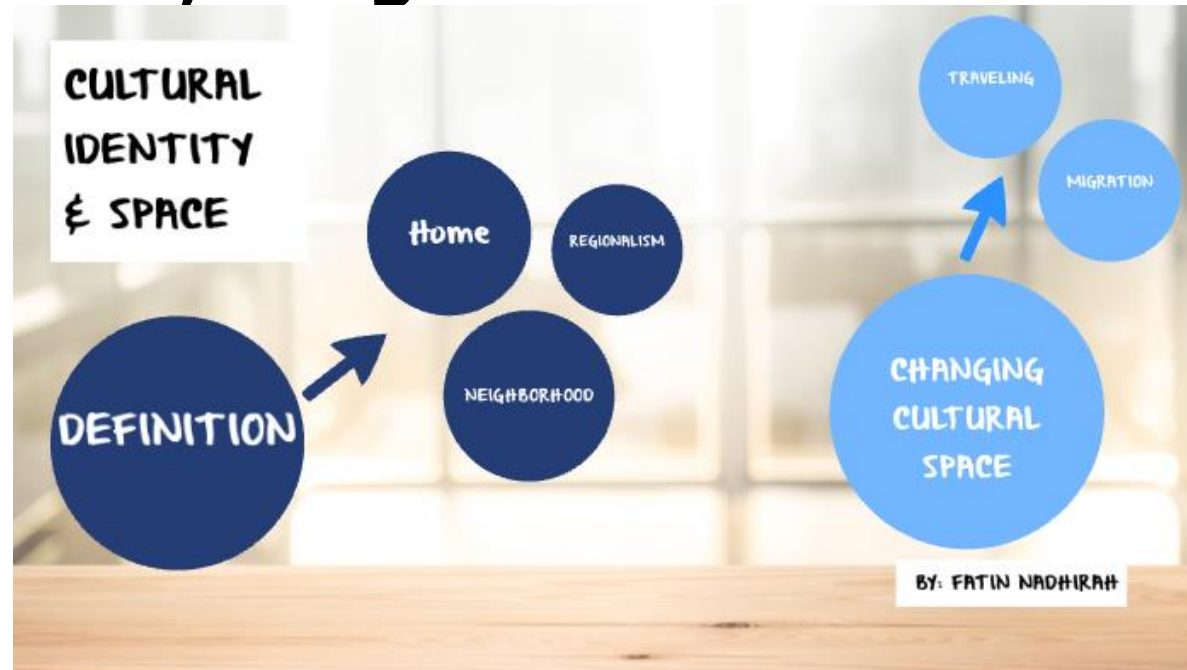 CULTURAL
IDENTITY
& SPACE
DEFINITION
Home
REGIONALISM
NEIGHBORHOOD
TRAVELING
MIGRATION
CHANGING
CULTURAL
SPACE
BY: FATIN NADHIRAH